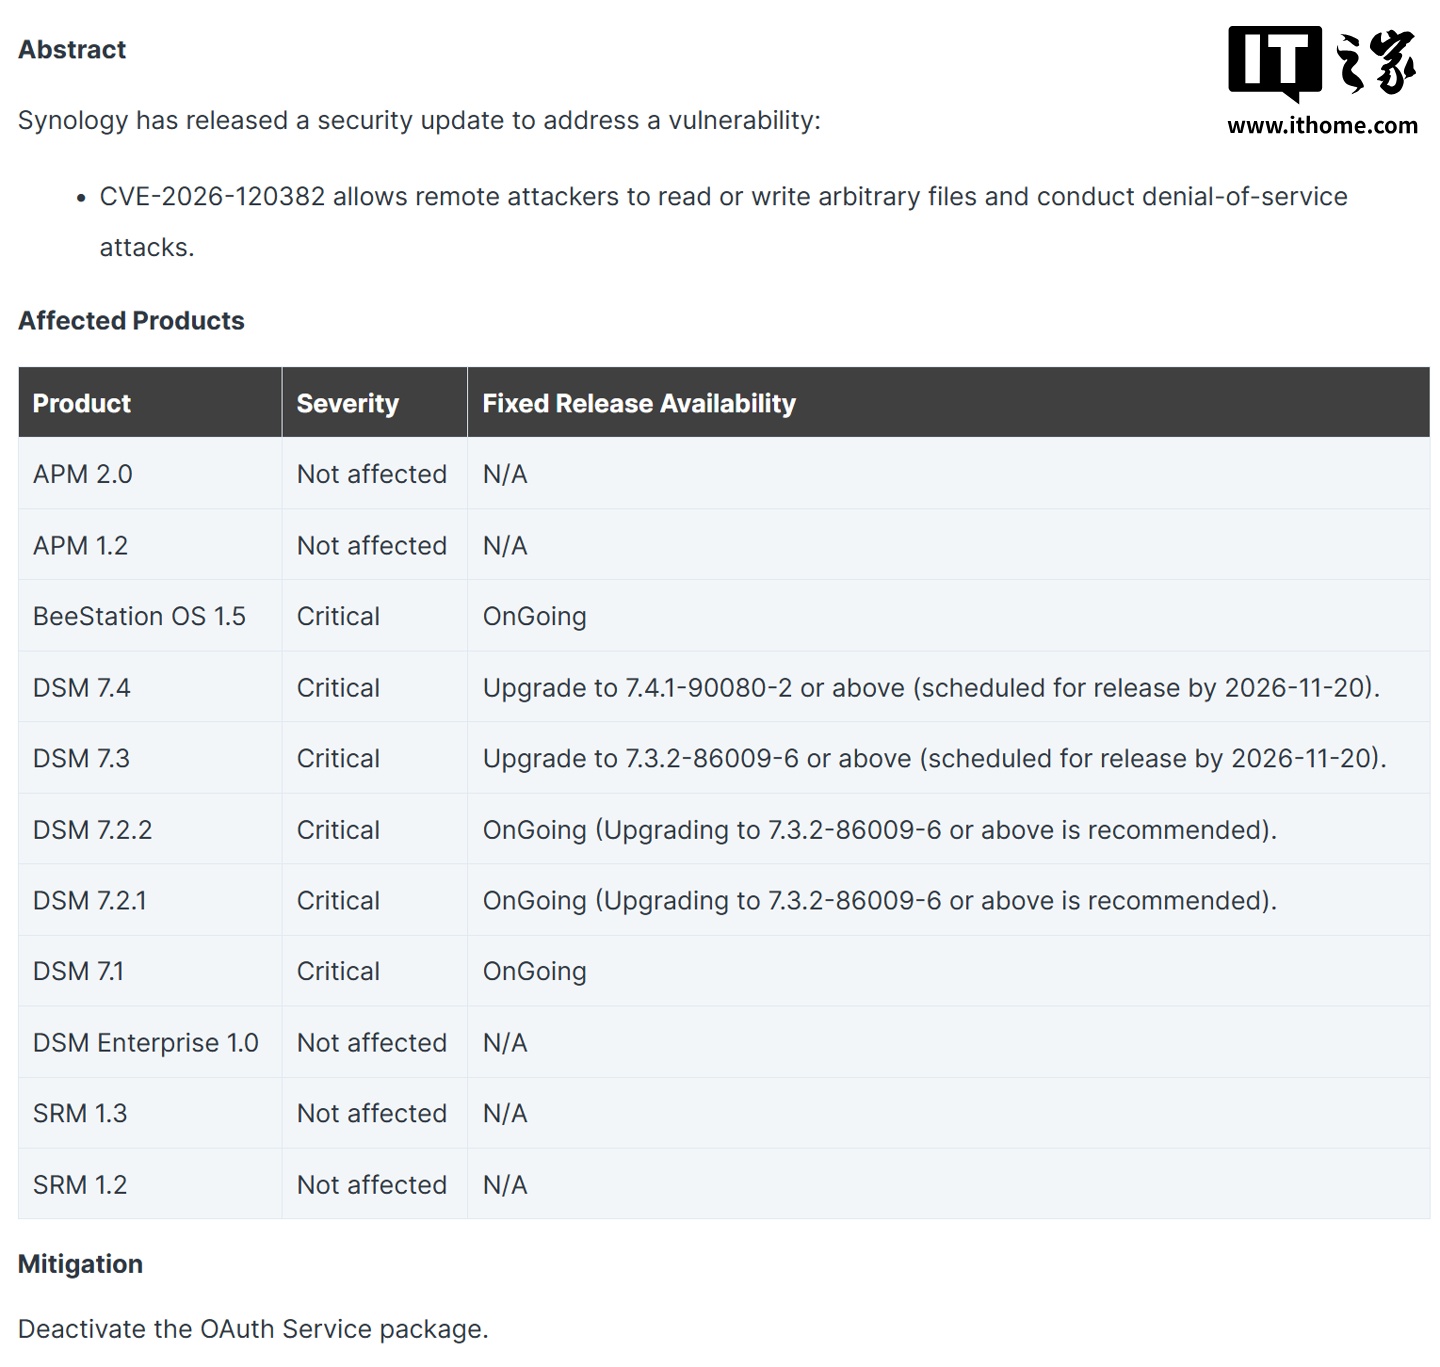 Abstract
IT之家
www.ithome.com
Synology has released a security update to address a vulnerability:
• CVE-2026-120382 allows remote attackers to read or write arbitrary files and conduct denial-of-service
attacks.
Affected Products
Product Severity Fixed Release Availability
APM 2.0 Not affected N/A
APM 1.2 Not affected N/A
BeeStation OS 1.5 Critical OnGoing
DSM 7.4 Critical Upgrade to 7.4.1-90080-2 or above (scheduled for release by 2026-11-20).
DSM 7.3 Critical Upgrade to 7.3.2-86009-6 or above (scheduled for release by 2026-11-20).
DSM 7.2.2 Critical OnGoing (Upgrading to 7.3.2-86009-6 or above is recommended).
DSM 7.2.1 Critical OnGoing (Upgrading to 7.3.2-86009-6 or above is recommended).
DSM 7.1 Critical OnGoing
DSM Enterprise 1.0 Not affected N/A
SRM 1.3 Not affected N/A
SRM 1.2 Not affected N/A
Mitigation
Deactivate the OAuth Service package.